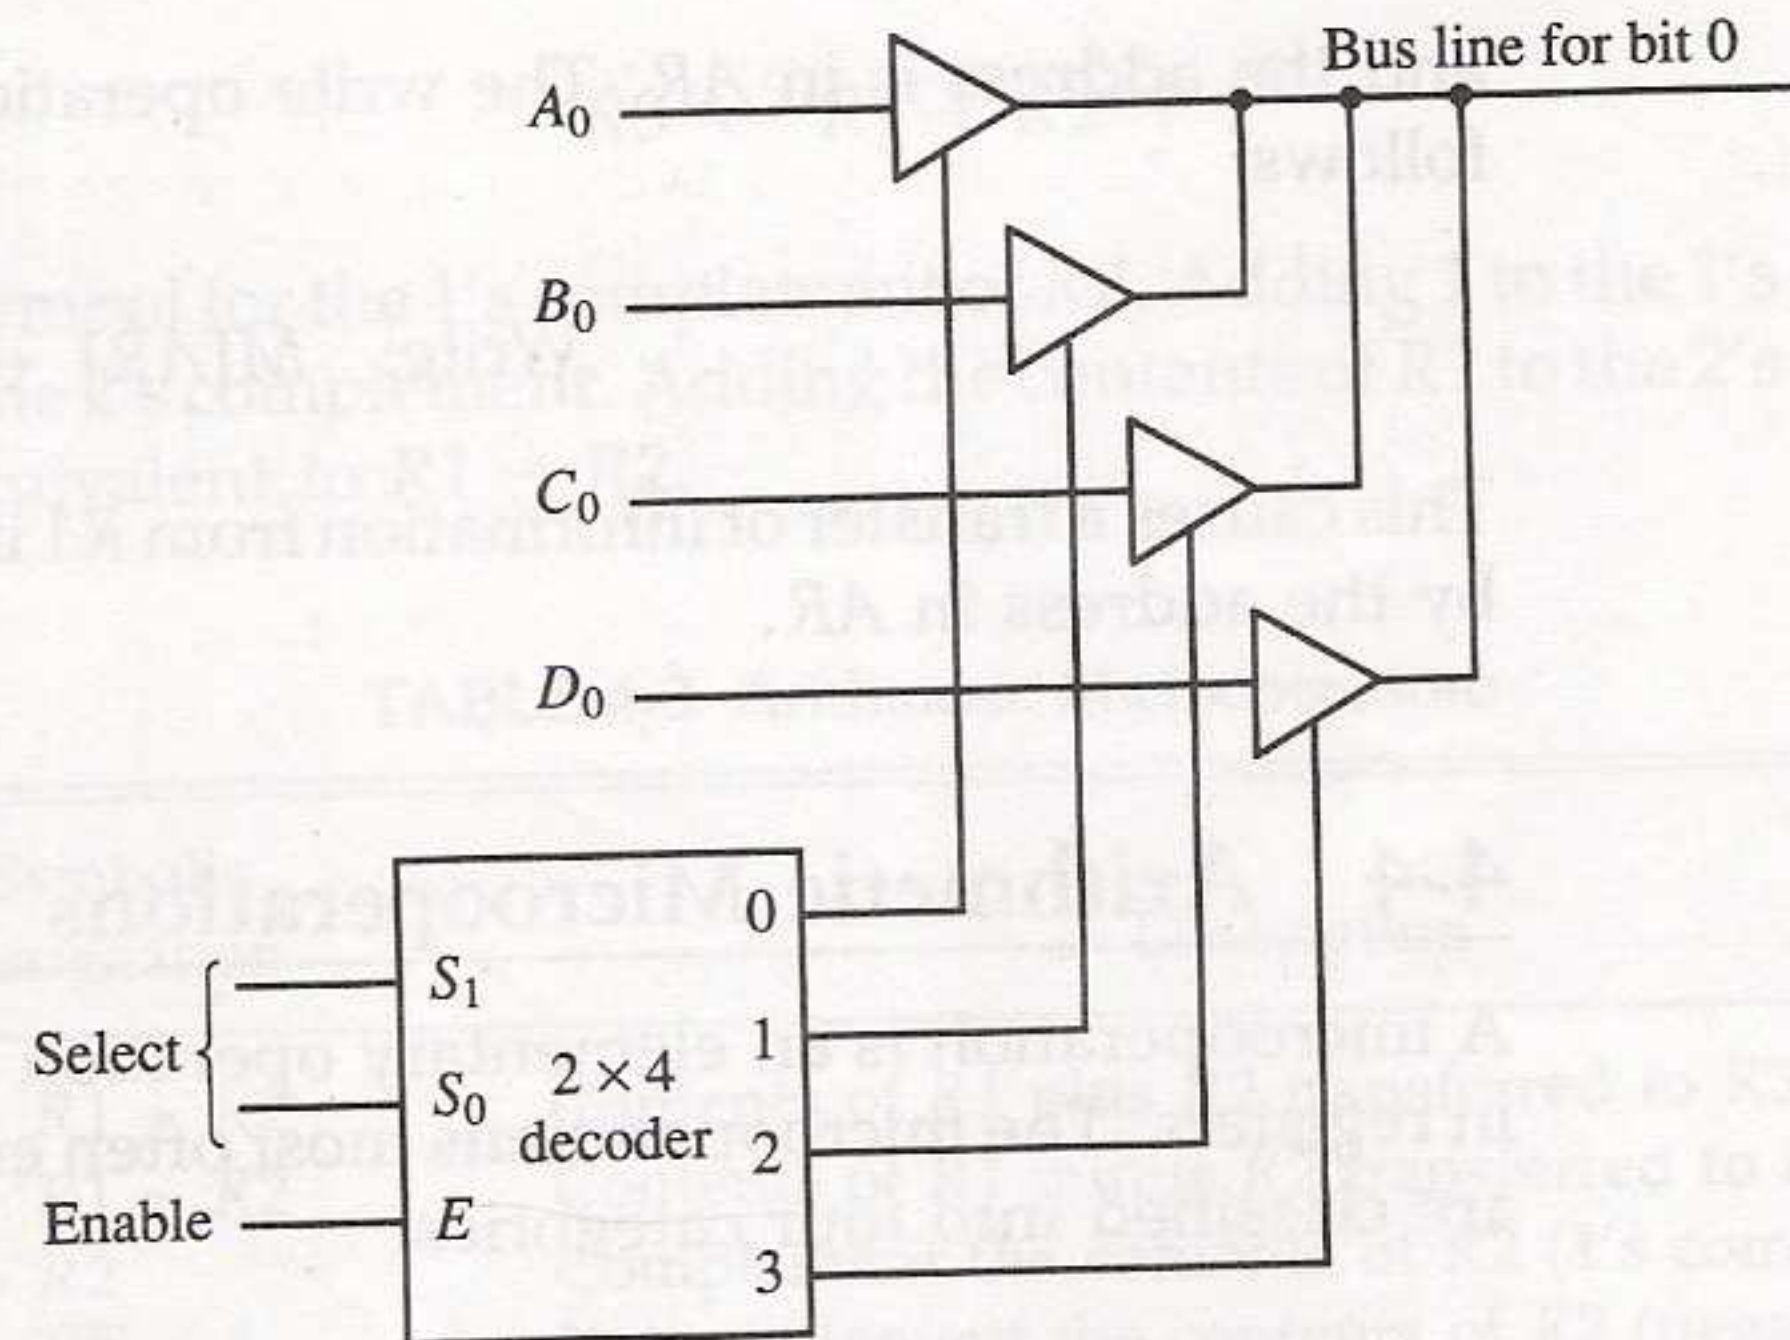 Bus line for bit 0
A0
B0
C0
D0
0
S1
1
Select
2 × 4
S0
decoder
2
Enable
E
3